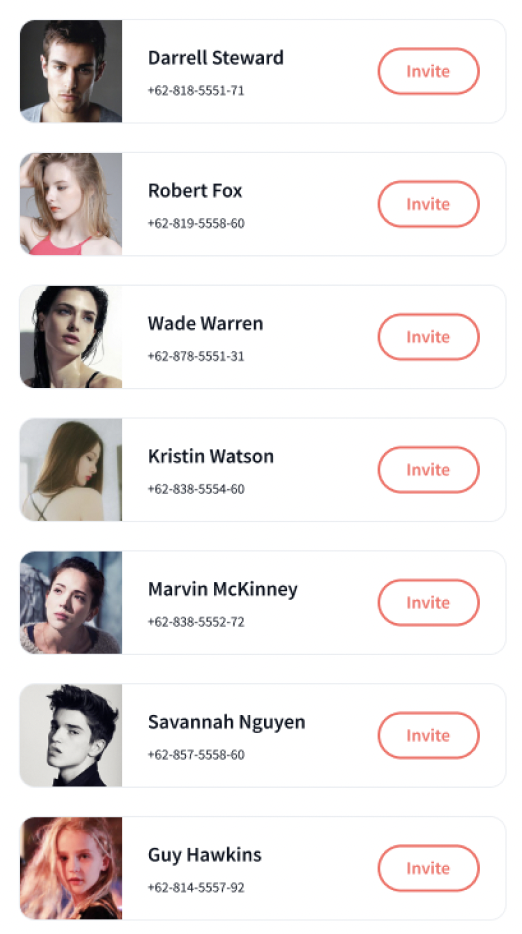 Darrell Steward
Invite
+62-818-5551-71
Robert Fox
Invite
+62-819-5558-60
Wade Warren
Invite
+62-878-5551-31
Kristin Watson
Invite
+62-838-5554-60
Marvin McKinney
Invite
+62-838-5552-72
Savannah Nguyen
Invite
+62-857-5558-60
Guy Hawkins
Invite
+62-814-5557-92